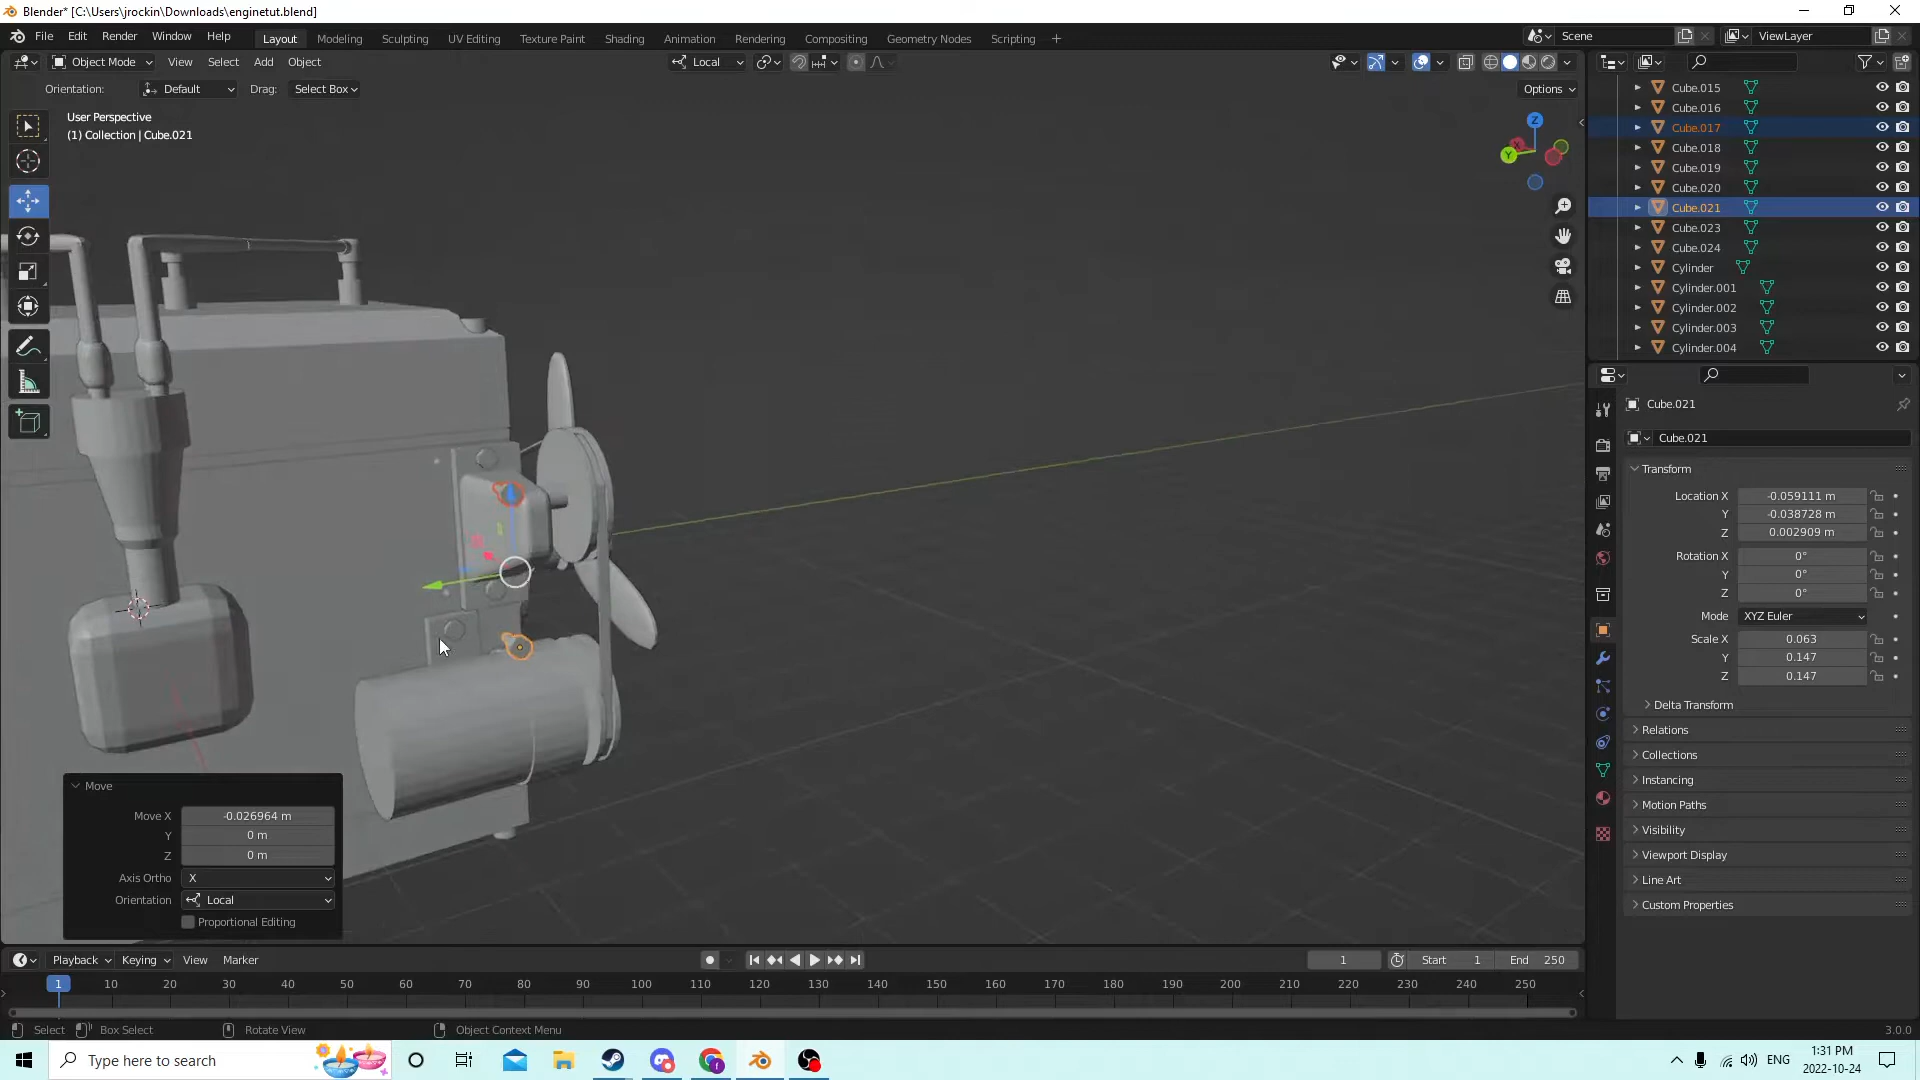 Blender* [C:\Users\jrockin\Downloads\enginetut.blend]
File Edit Render Window Help Layout Modeling Sculpting UV Editing Texture Paint Shading Animation Rendering Compositing Geometry Nodes Scripting Scene ViewLayer
Object Mode View Select Add Object Local
Orientation: Default Drag: Select Box Options
User Perspective
(1) Collection | Cube.021
Z
Y
X
Cube.015
Cube.016
Cube.017
Cube.018
Cube.019
Cube.020
Cube.021
Cube.023
Cube.024
Cylinder
Cylinder.001
Cylinder.002
Cylinder.003
Cylinder.004
Cube.021
Cube.021
Transform
Location X -0.059111 m
Y -0.038728 m
Z 0.002909 m
Rotation X 0°
Y 0°
Z 0°
Mode XYZ Euler
Scale X 0.063
Y 0.147
Z 0.147
Delta Transform
Relations
Collections
Instancing
Motion Paths
Visibility
Viewport Display
Line Art
Custom Properties
Move
Move X -0.026964 m
Y 0 m
Z 0 m
Axis Ortho X
Orientation Local
Proportional Editing
Playback Keying View Marker 1 Start 1 End 250
1 10 20 30 40 50 60 70 80 90 100 110 120 130 140 150 160 170 180 190 200 210 220 230 240 250
Select Box Select Rotate View Object Context Menu 3.0.0
Type here to search
ENG
1:31 PM
2022-10-24